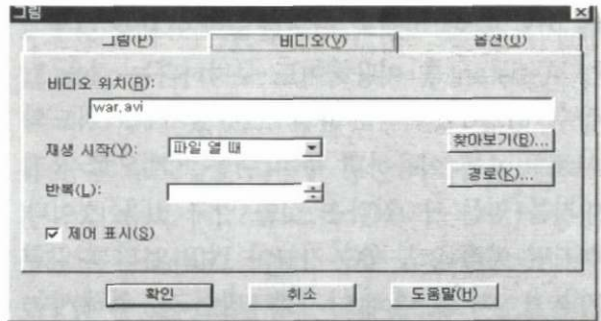 그림
그림(P) 비디오(V) 옵션(O)
비디오 위치(R):
war.avi
재생 시작(Y): 파일 열 때 찾아보기(B)...
반복(L): 경로(K)...
제어 표시(S)
확인 취소 도움말(H)